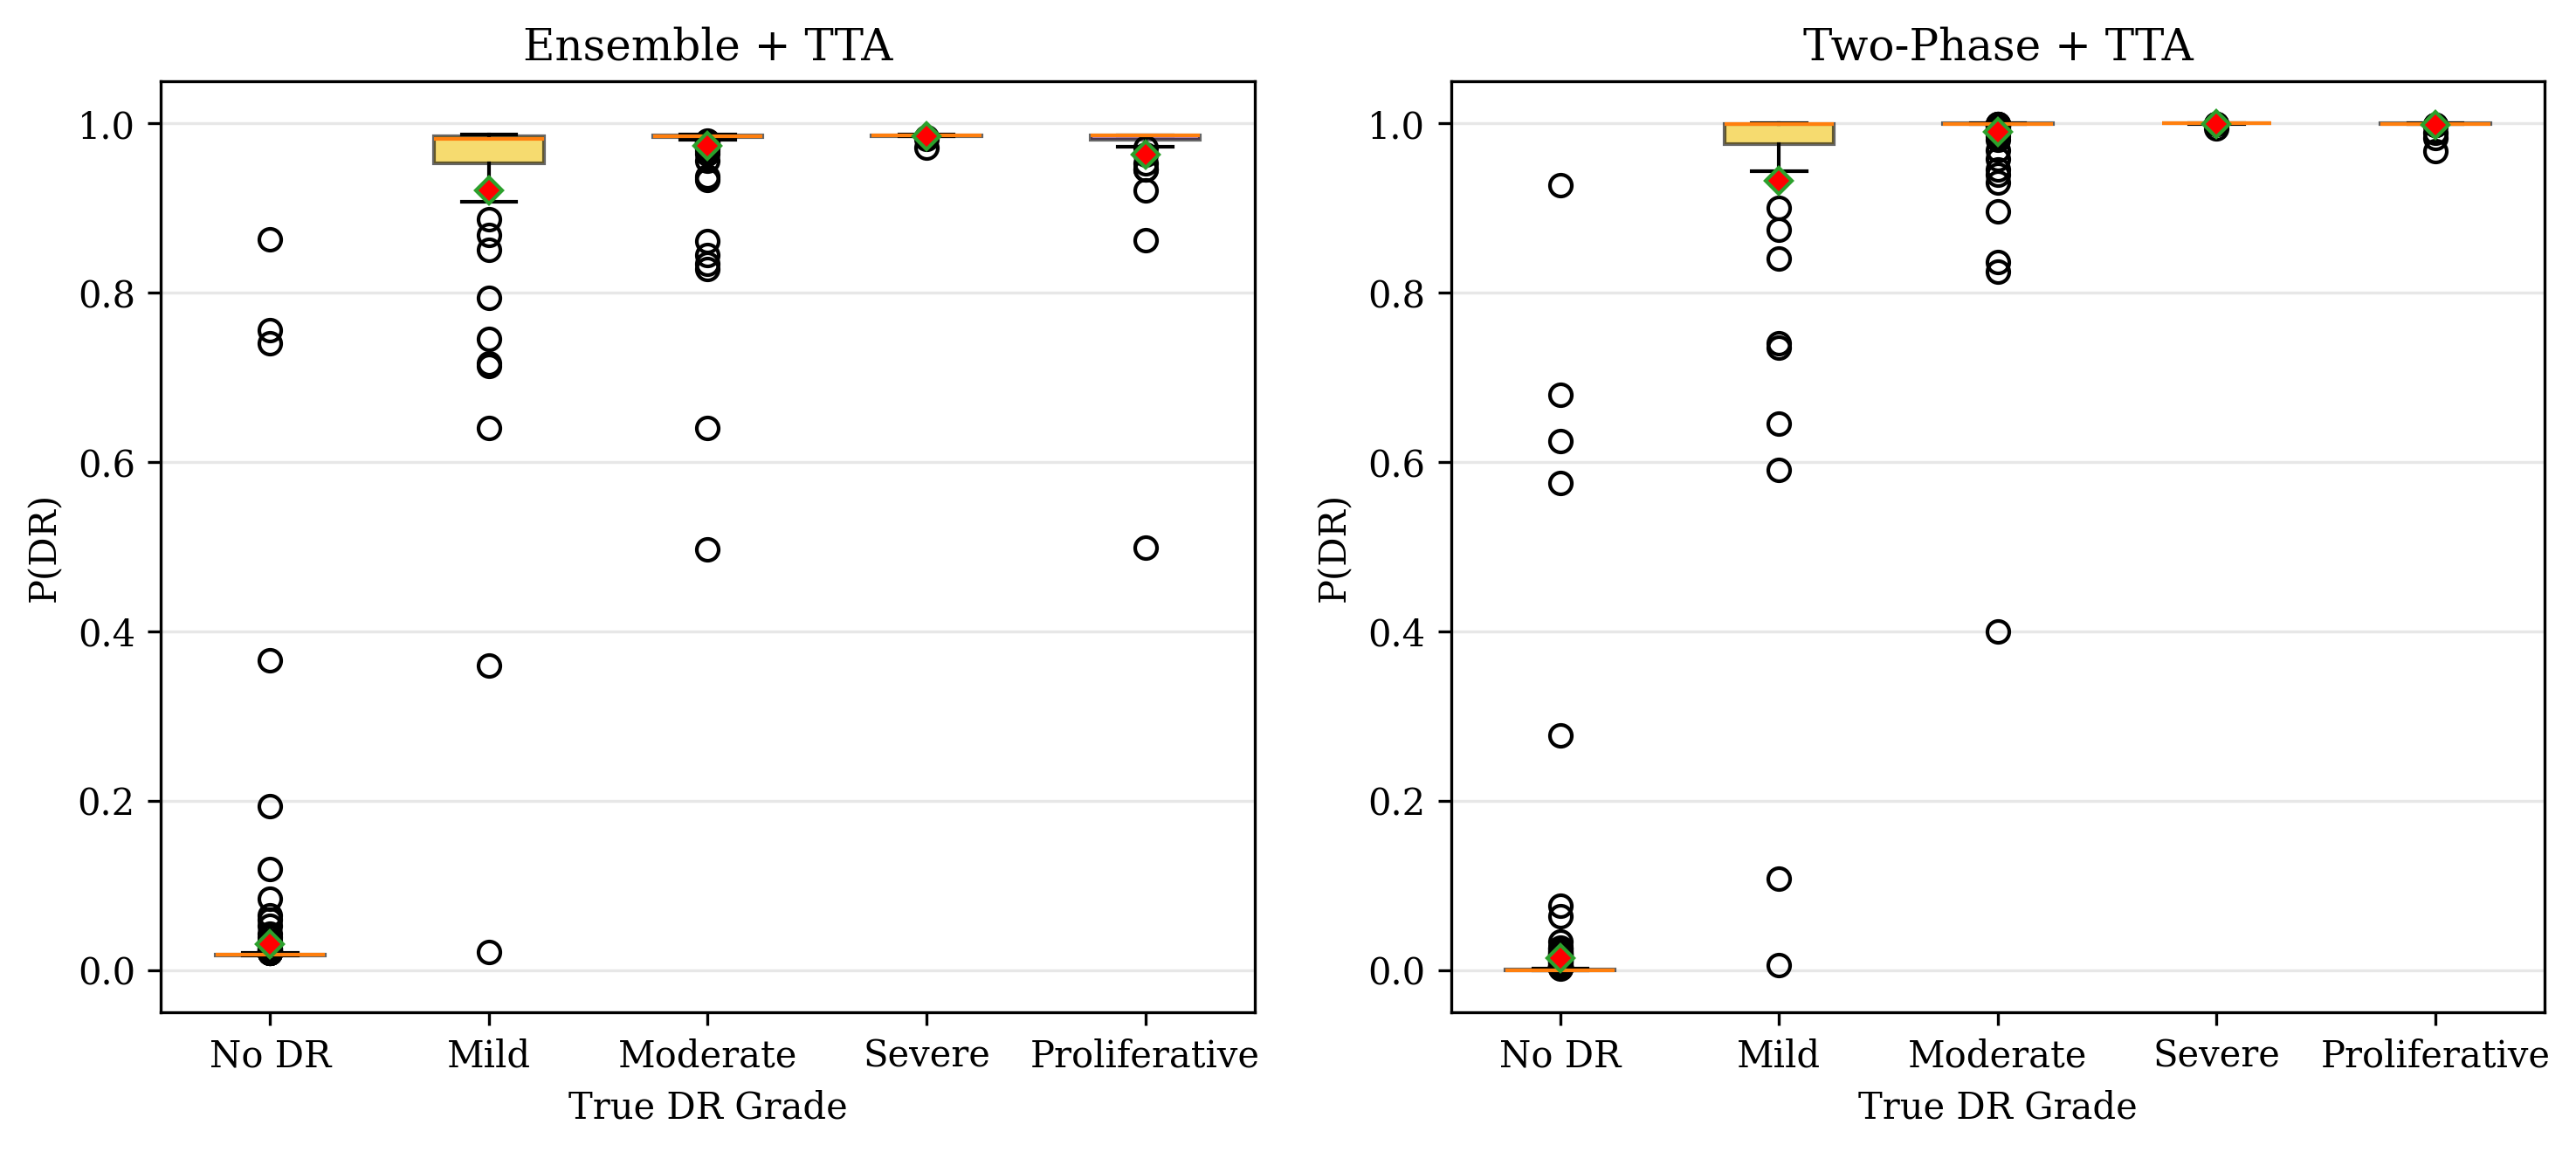 Ensemble + TTA
P(DR)
1.0
0.8
0.6
0.4
0.2
0.0
No DR Mild Moderate Severe Proliferative
True DR Grade
Two-Phase + TTA
P(DR)
1.0
0.8
0.6
0.4
0.2
0.0
No DR Mild Moderate Severe Proliferative
True DR Grade